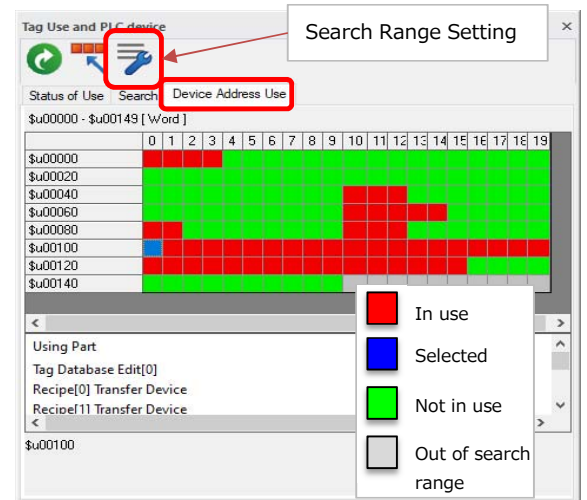 Tag Use and PLC device
Search Range Setting
Status of Use Search Device Address Use
$u00000 - $u00149 [ Word ]
0 1 2 3 4 5 6 7 8 9 10 11 12 13 14 15 16 17 18 19
$u00000
$u00020
$u00040
$u00060
$u00080
$u00100
$u00120
$u00140
In use
Using Part
Selected
Tag Database Edit[0]
Recipe[0] Transfer Device
Not in use
Recipe[1] Transfer Device
$u00100
Out of search
range